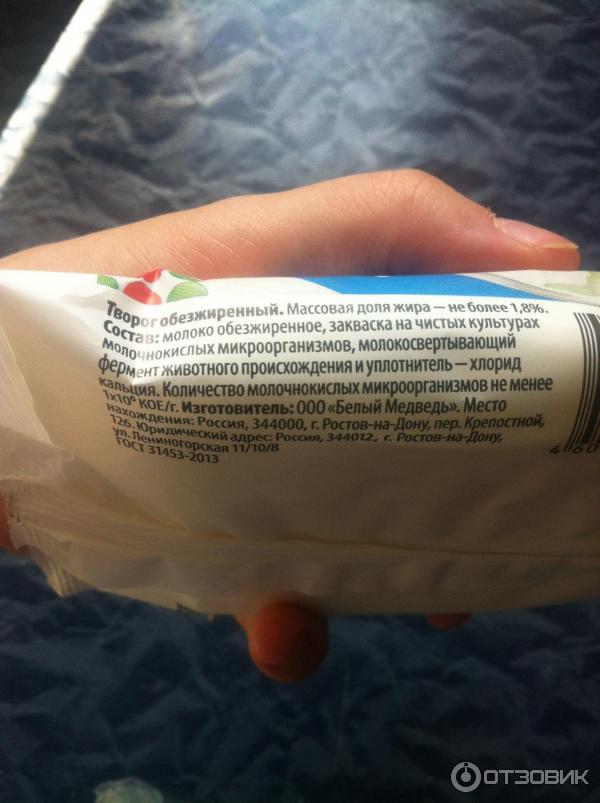 Творог обезжиренный. Массовая доля жира — не более 1,8%.
Состав: молоко обезжиренное, закваска на чистых культурах
молочнокислых микроорганизмов, молокосвертывающий
фермент животного происхождения и уплотнитель — хлорид
кальция. Количество молочнокислых микроорганизмов не менее
1х10⁶ КОЕ/г. Изготовитель: ООО «Белый Медведь». Место
нахождения: Россия, 344000, г. Ростов-на-Дону, пер. Крепостной,
126. Юридический адрес: Россия, 344012, г. Ростов-на-Дону,
ул. Лениногорская 11/10/8
ГОСТ 31453-2013
4 60
ОТЗОВИК